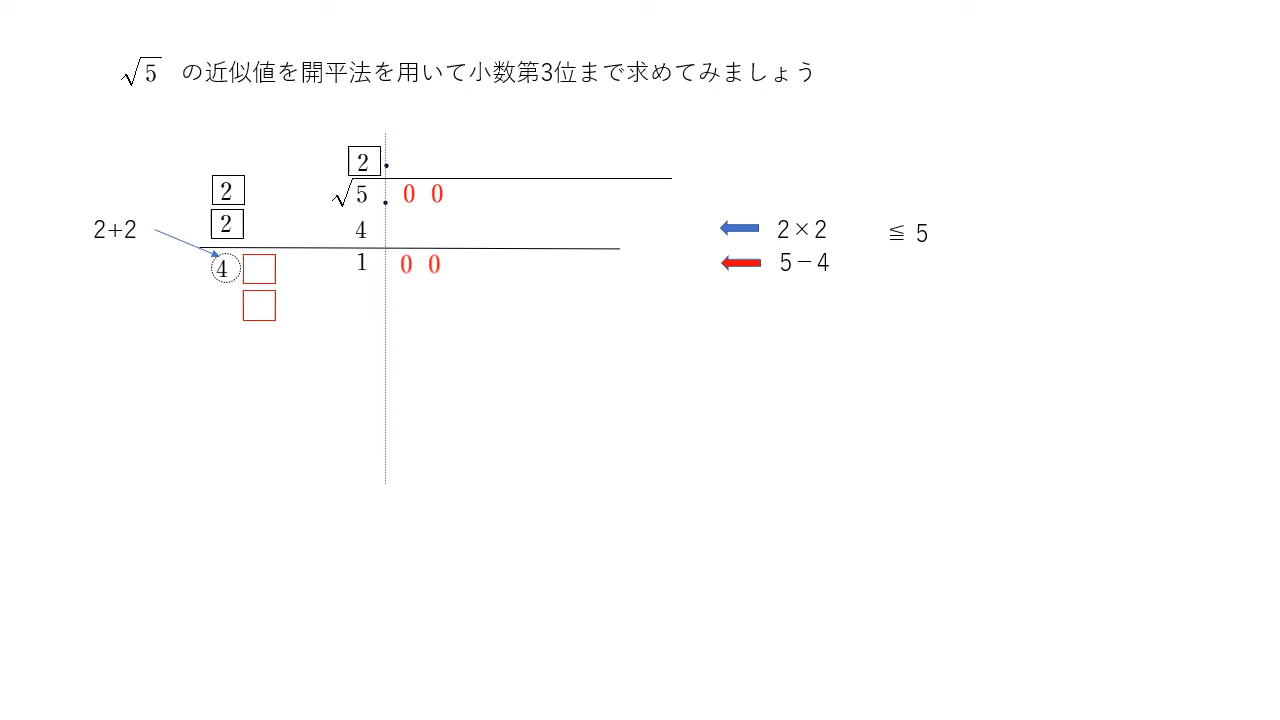 √5 の近似値を開平法を用いて小数第3位まで求めてみましょう
2 .
2 √5 . 0 0
2+2 2 4 2×2 ≦ 5
4 1 0 0 5－4